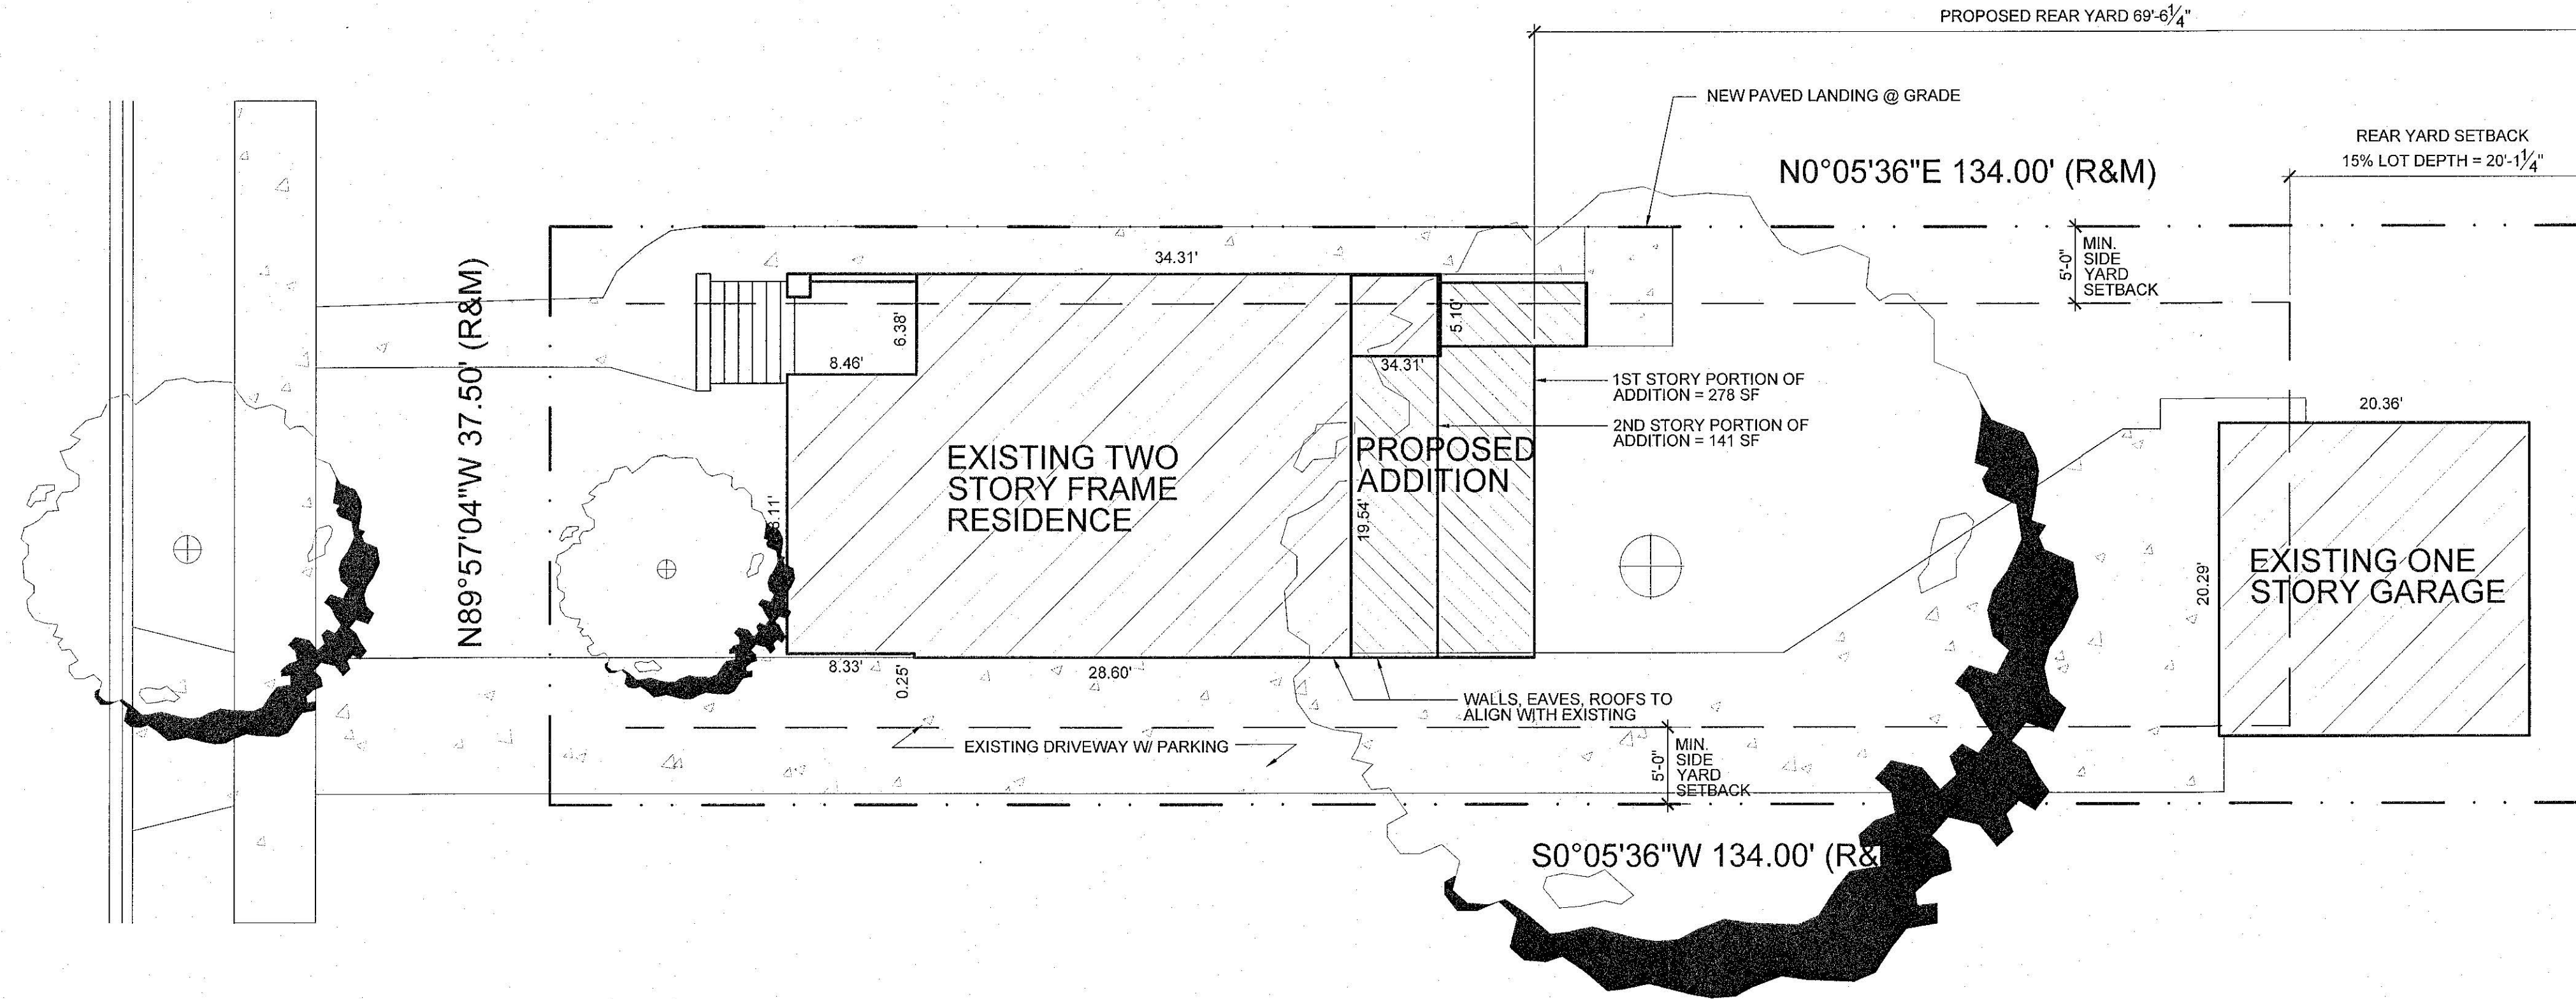 PROPOSED REAR YARD 69'-6¼"
NEW PAVED LANDING @ GRADE
REAR YARD SETBACK
15% LOT DEPTH = 20'-1¼"
N0°05'36"E 134.00' (R&M)
N89°57'04"W 37.50' (R&M)
34.31'
5'-0"
MIN.
SIDE
YARD
SETBACK
6.38'
5.10'
8.46'
34.31'
1ST STORY PORTION OF
ADDITION = 278 SF
2ND STORY PORTION OF
ADDITION = 141 SF
20.36'
EXISTING TWO
STORY FRAME
RESIDENCE
PROPOSED
ADDITION
19.54'
20.29'
EXISTING ONE
STORY GARAGE
8.33'
0.25'
28.60'
WALLS, EAVES, ROOFS TO
ALIGN WITH EXISTING
EXISTING DRIVEWAY W/ PARKING
5'-0"
MIN.
SIDE
YARD
SETBACK
S0°05'36"W 134.00' (R&